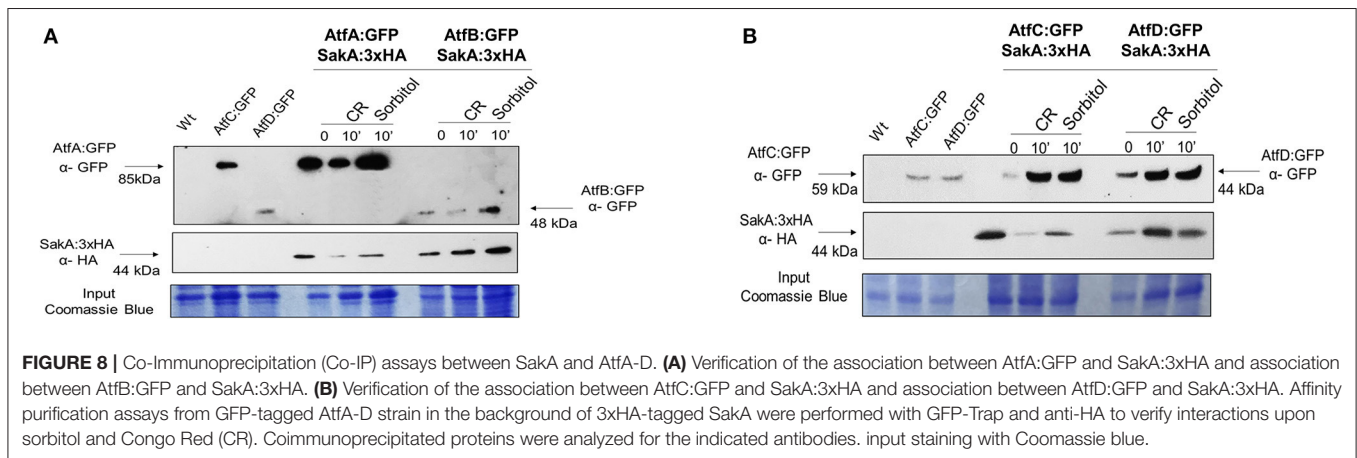 A
AtfA:GFP AtfB:GFP
SakA:3xHA SakA:3xHA
Wt AtfC:GFP AtfD:GFP CR Sorbitol CR Sorbitol
0 10' 10' 0 10' 10'
AtfA:GFP
α- GFP
85kDa
AtfB:GFP
α- GFP
48 kDa
SakA:3xHA
α- HA
44 kDa
Input
Coomassie Blue
B
AtfC:GFP AtfD:GFP
SakA:3xHA SakA:3xHA
Wt AtfC:GFP AtfD:GFP CR Sorbitol CR Sorbitol
0 10' 10' 0 10' 10'
AtfC:GFP
α- GFP
59 kDa
AtfD:GFP
α- GFP
44 kDa
SakA:3xHA
α- HA
44 kDa
Input
Coomassie Blue
FIGURE 8 | Co-Immunoprecipitation (Co-IP) assays between SakA and AtfA-D. (A) Verification of the association between AtfA:GFP and SakA:3xHA and association
between AtfB:GFP and SakA:3xHA. (B) Verification of the association between AtfC:GFP and SakA:3xHA and association between AtfD:GFP and SakA:3xHA. Affinity
purification assays from GFP-tagged AtfA-D strain in the background of 3xHA-tagged SakA were performed with GFP-Trap and anti-HA to verify interactions upon
sorbitol and Congo Red (CR). Coimmunoprecipitated proteins were analyzed for the indicated antibodies. input staining with Coomassie blue.